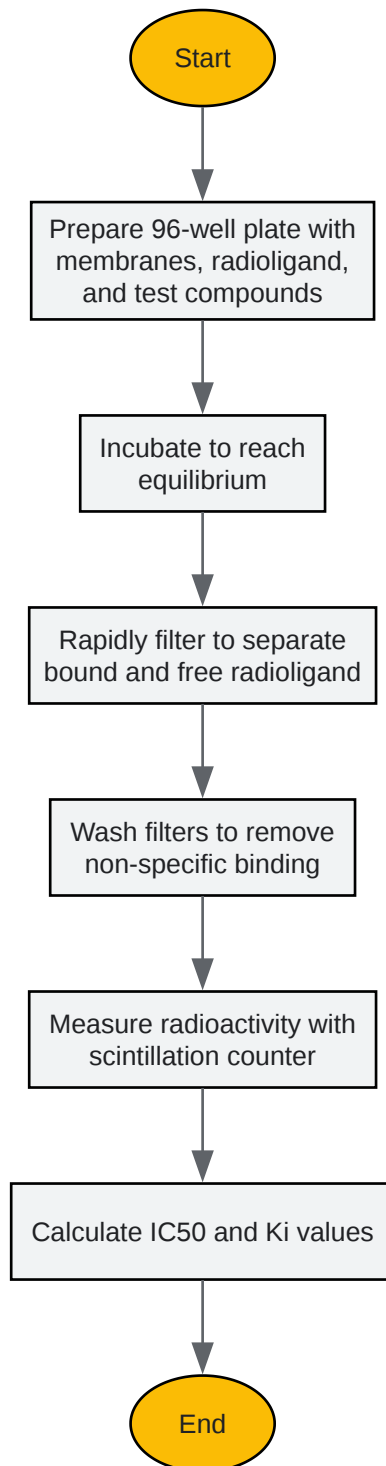 Start
Prepare 96-well plate with
membranes, radioligand,
and test compounds
Incubate to reach
equilibrium
Rapidly filter to separate
bound and free radioligand
Wash filters to remove
non-specific binding
Measure radioactivity with
scintillation counter
Calculate IC50 and Ki values
End